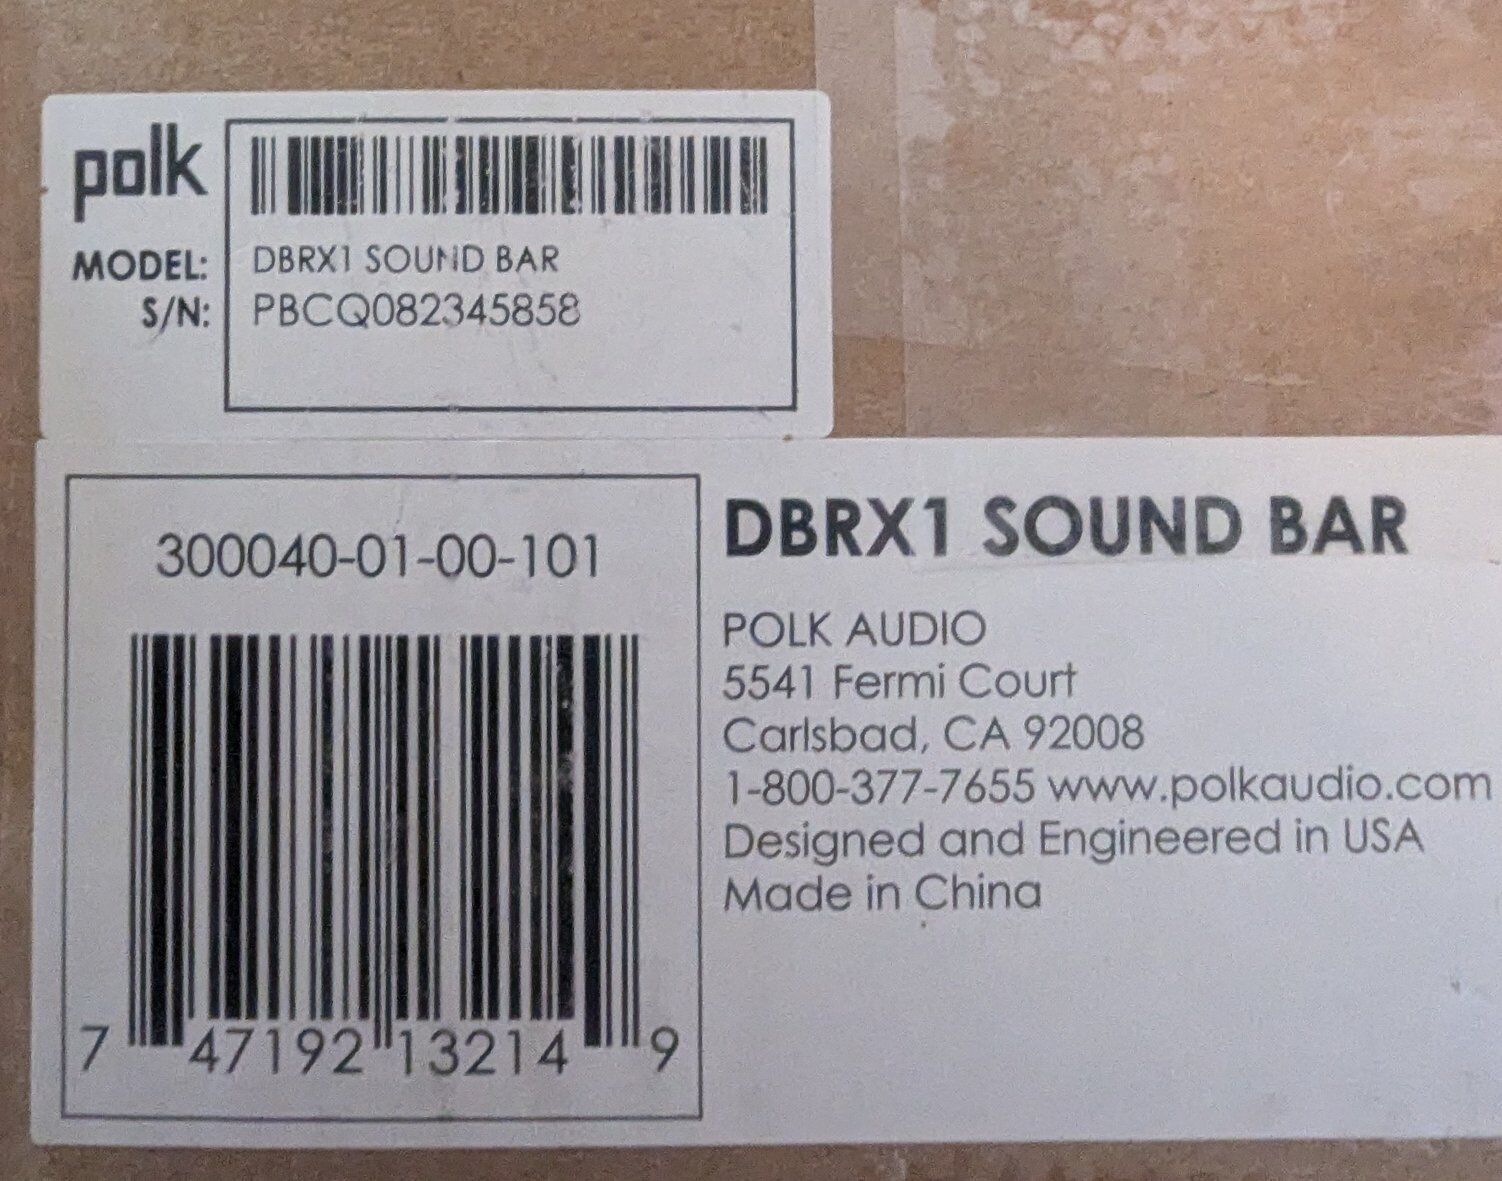 polk
MODEL: DBRX1 SOUND BAR
S/N: PBCQ082345858
300040-01-00-101
7 47192 13214 9
DBRX1 SOUND BAR
POLK AUDIO
5541 Fermi Court
Carlsbad, CA 92008
1-800-377-7655 www.polkaudio.com
Designed and Engineered in USA
Made in China